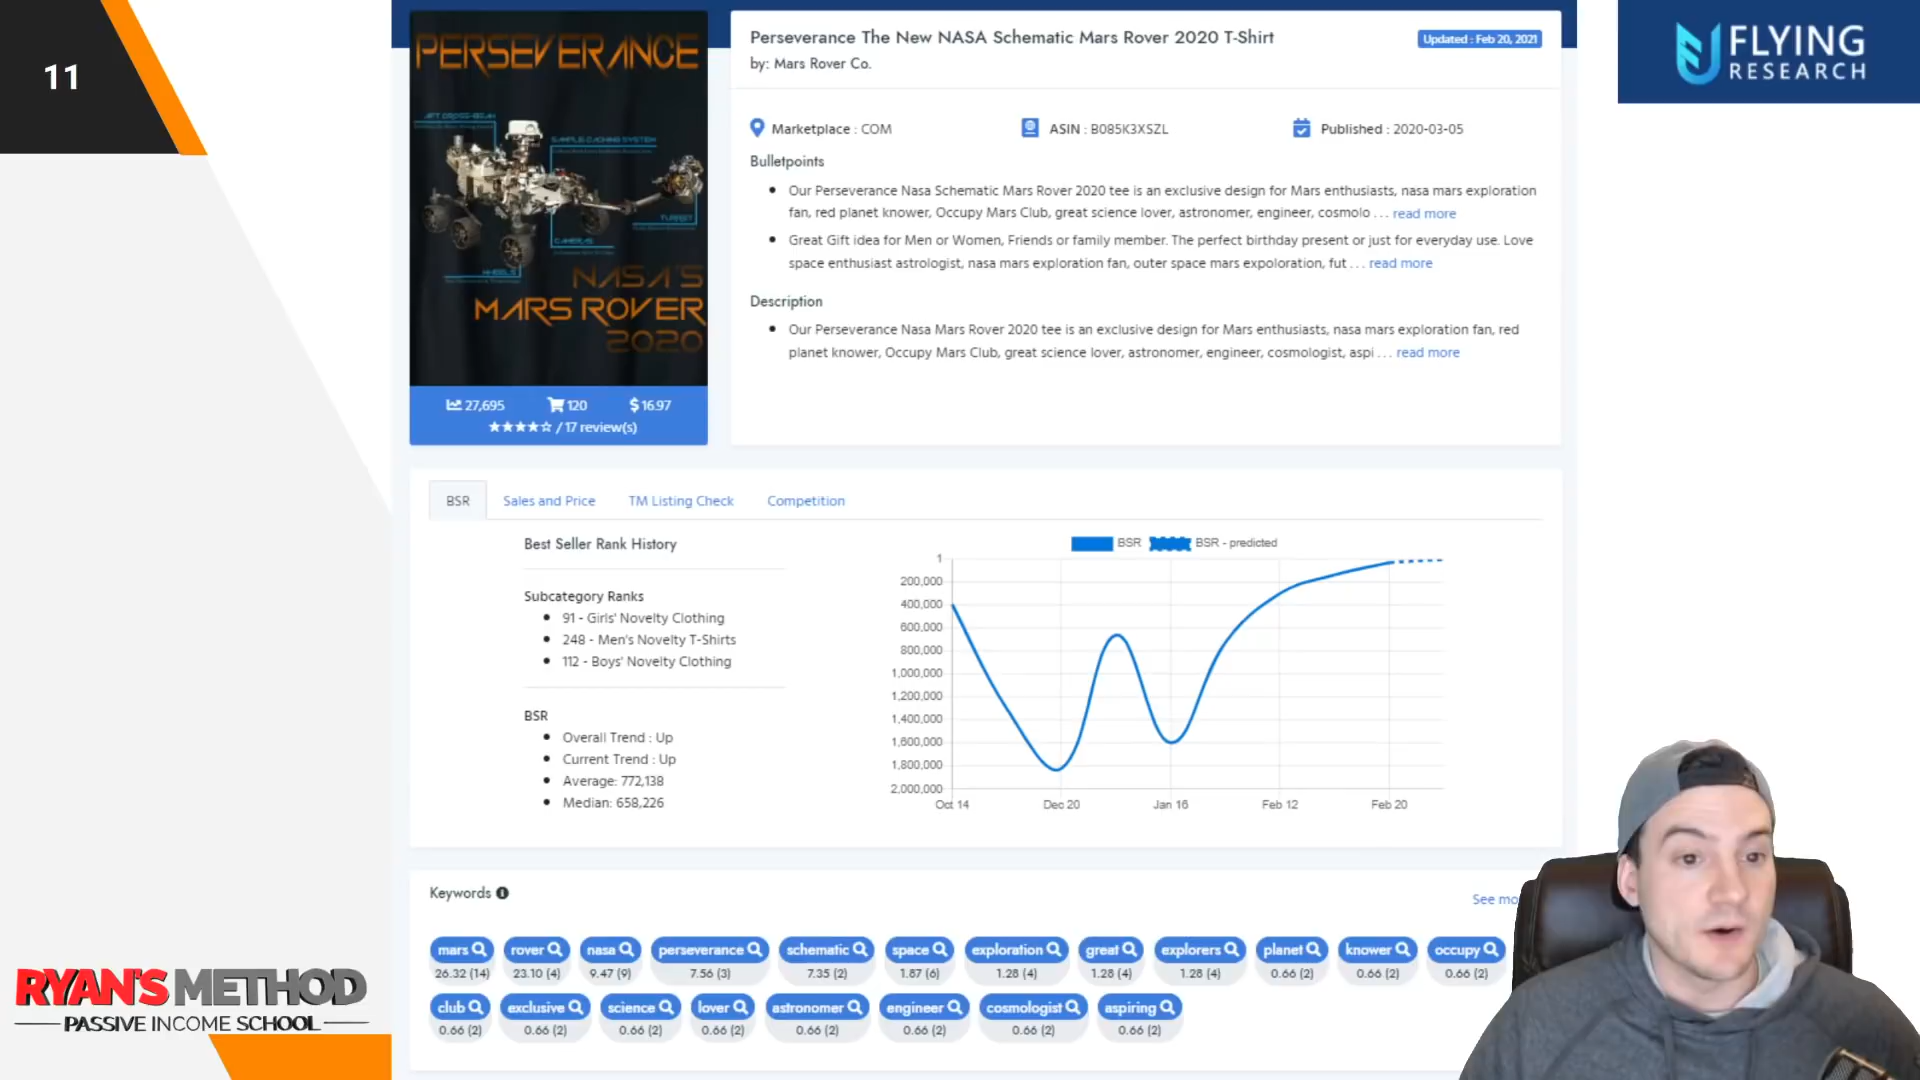 11
PERSEVERANCE
AFT CROSS-BEAM
SAMPLE CACHING SYSTEM
TURRET
CAMERAS
WHEELS
NASA'S
MARS ROVER
2020
27,695 120 $16.97
/ 17 review(s)
Perseverance The New NASA Schematic Mars Rover 2020 T-Shirt
Updated : Feb 20, 2021
by: Mars Rover Co.
Marketplace : COM ASIN : B085K3XSZL Published : 2020-03-05
Bulletpoints
Our Perseverance Nasa Schematic Mars Rover 2020 tee is an exclusive design for Mars enthusiasts, nasa mars exploration
fan, red planet knower, Occupy Mars Club, great science lover, astronomer, engineer, cosmolo ... read more
Great Gift idea for Men or Women, Friends or family member. The perfect birthday present or just for everyday use. Love
space enthusiast astrologist, nasa mars exploration fan, outer space mars expoloration, fut ... read more
Description
Our Perseverance Nasa Mars Rover 2020 tee is an exclusive design for Mars enthusiasts, nasa mars exploration fan, red
planet knower, Occupy Mars Club, great science lover, astronomer, engineer, cosmologist, aspi ... read more
FLYING
RESEARCH
BSR Sales and Price TM Listing Check Competition
Best Seller Rank History
Subcategory Ranks
91 - Girls' Novelty Clothing
248 - Men's Novelty T-Shirts
112 - Boys' Novelty Clothing
BSR
Overall Trend : Up
Current Trend : Up
Average: 772,138
Median: 658,226
BSR BSR - predicted
1
200,000
400,000
600,000
800,000
1,000,000
1,200,000
1,400,000
1,600,000
1,800,000
2,000,000
Oct 14 Dec 20 Jan 16 Feb 12 Feb 20
Keywords
See mo
mars rover nasa perseverance schematic space exploration great explorers planet knower occupy
26.32 (14) 23.10 (4) 9.47 (9) 7.56 (3) 7.35 (2) 1.87 (6) 1.28 (4) 1.28 (4) 1.28 (4) 0.66 (2) 0.66 (2) 0.66 (2)
club exclusive science lover astronomer engineer cosmologist aspiring
0.66 (2) 0.66 (2) 0.66 (2) 0.66 (2) 0.66 (2) 0.66 (2) 0.66 (2) 0.66 (2)
RYAN'S METHOD
PASSIVE INCOME SCHOOL